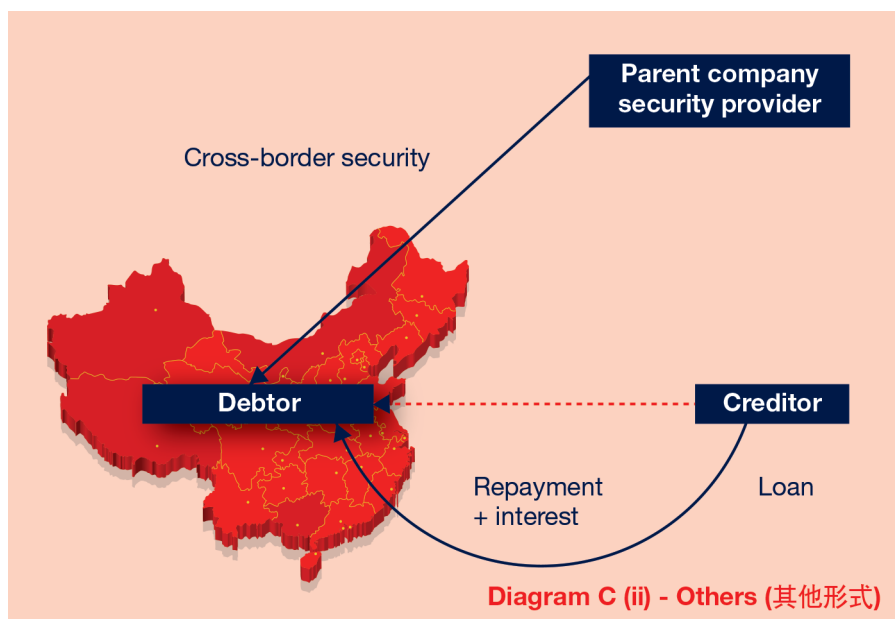 Parent company
security provider
Cross-border security
Debtor
Creditor
Repayment
+ interest
Loan
Diagram C (ii) - Others (其他形式)